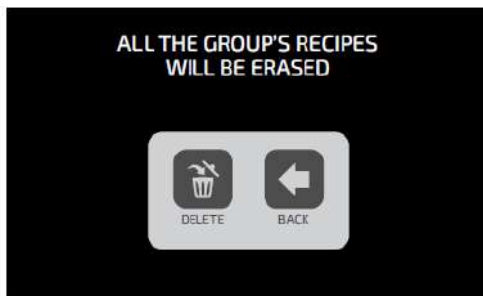 ALL THE GROUP'S RECIPES
WILL BE ERASED
DELETE
BACK